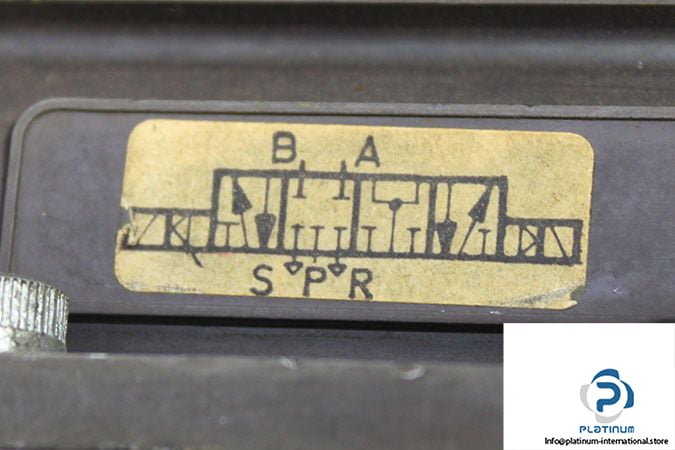 B A
S P R
PLATINUM
Info@platinum-international.store